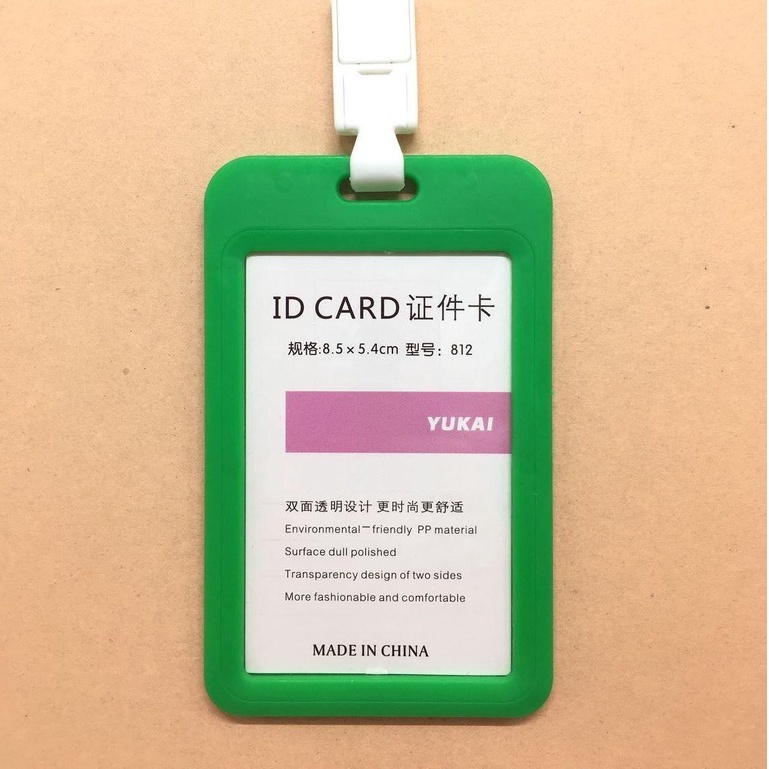 ID CARD 证件卡
规格:8.5×5.4cm 型号：812
YUKAI
双面透明设计 更时尚更舒适
Environmental－friendly PP material
Surface dull polished
Transparency design of two sides
More fashionable and comfortable
MADE IN CHINA